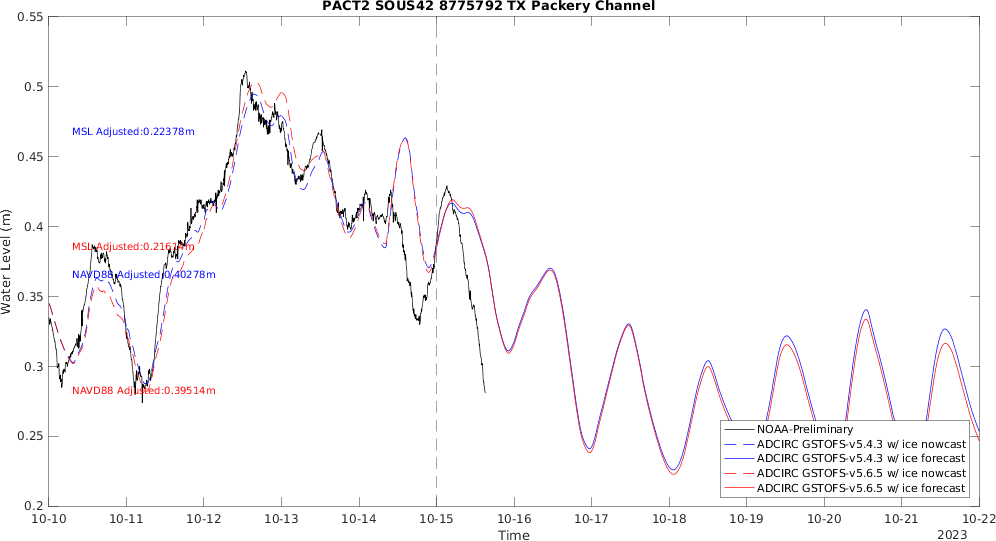 PACT2 SOUS42 8775792 TX Packery Channel
0.55
0.5
0.45
0.4
0.35
0.3
0.25
0.2
Water Level (m)
MSL Adjusted:0.22378m
MSL Adjusted:0.2161
NAVD88 Adjusted:0.40278m
NAVD88 Adjusted:0.39514m
NOAA-Preliminary
ADCIRC GSTOFS-v5.4.3 w/ ice nowcast
ADCIRC GSTOFS-v5.4.3 w/ ice forecast
ADCIRC GSTOFS-v5.6.5 w/ ice nowcast
ADCIRC GSTOFS-v5.6.5 w/ ice forecast
10-10 10-11 10-12 10-13 10-14 10-15 10-16 10-17 10-18 10-19 10-20 10-21 10-22
Time
2023